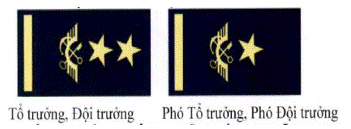 Tổ trưởng, Đội trưởng Phó Tổ trưởng, Phó Đội trưởng